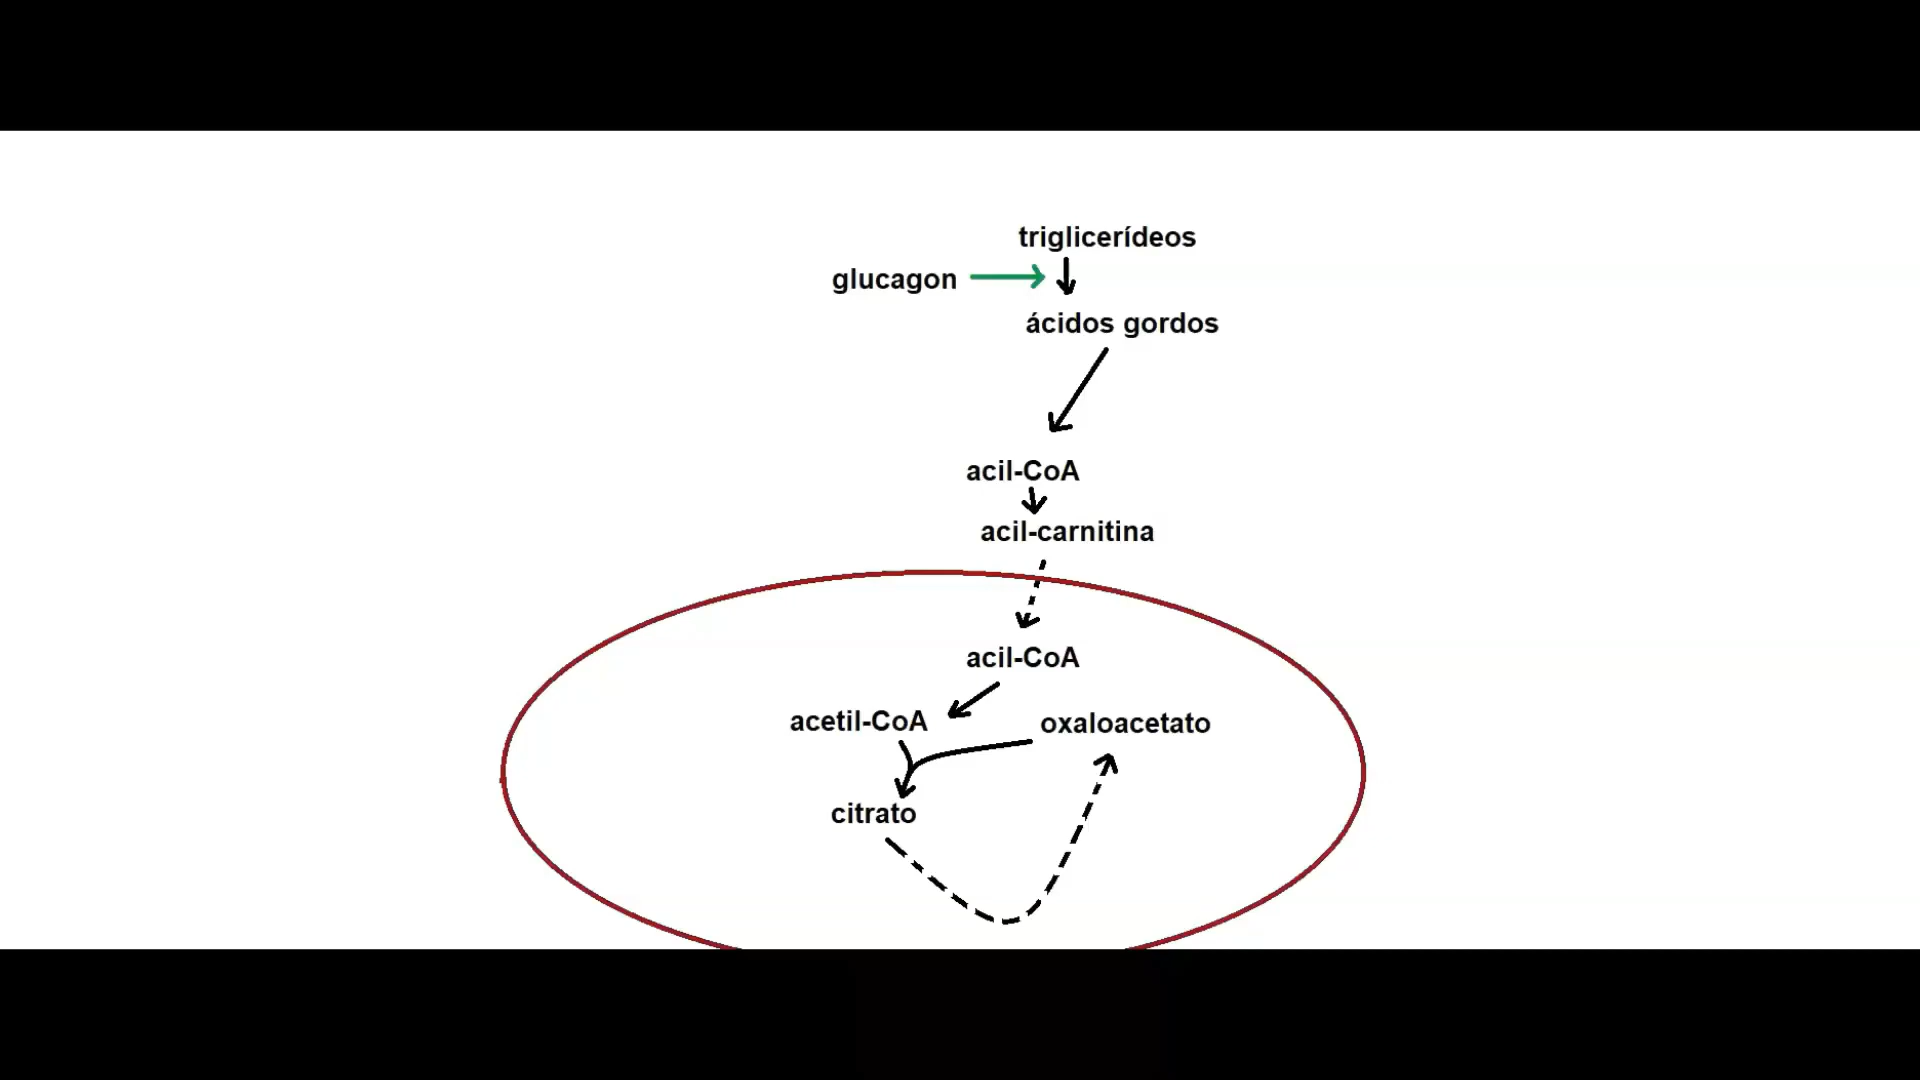 triglicerídeos
glucagon
ácidos gordos
acil-CoA
acil-carnitina
acil-CoA
acetil-CoA
oxaloacetato
citrato